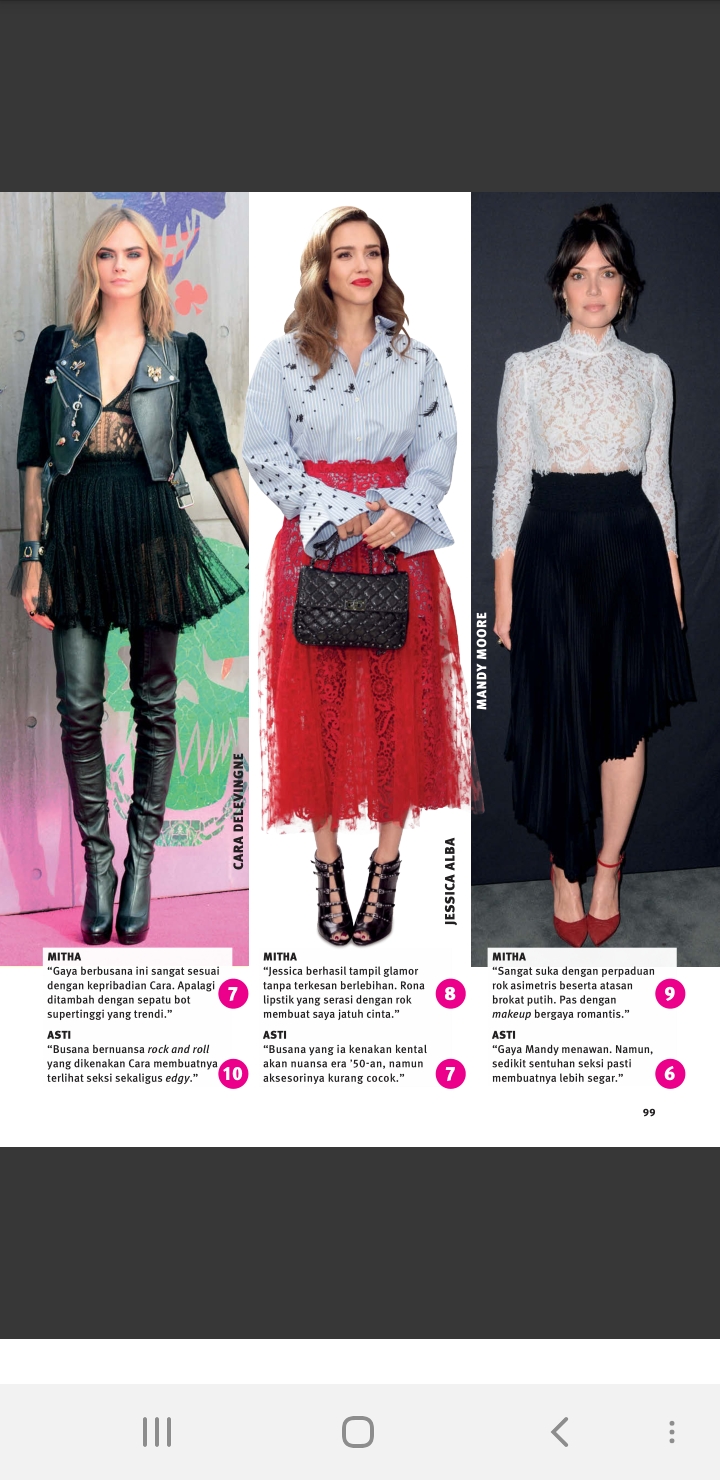 CARA DELEVINGNE
JESSICA ALBA
MANDY MOORE
MITHA
“Gaya berbusana ini sangat sesuai
dengan kepribadian Cara. Apalagi
ditambah dengan sepatu bot
supertinggi yang trendi.”
7
ASTI
“Busana bernuansa rock and roll
yang dikenakan Cara membuatnya
terlihat seksi sekaligus edgy.”
10
MITHA
“Jessica berhasil tampil glamor
tanpa terkesan berlebihan. Rona
lipstik yang serasi dengan rok
membuat saya jatuh cinta.”
8
ASTI
“Busana yang ia kenakan kental
akan nuansa era '50-an, namun
aksesorinya kurang cocok.”
7
MITHA
“Sangat suka dengan perpaduan
rok asimetris beserta atasan
brokat putih. Pas dengan
makeup bergaya romantis.”
9
ASTI
“Gaya Mandy menawan. Namun,
sedikit sentuhan seksi pasti
membuatnya lebih segar.”
6
99